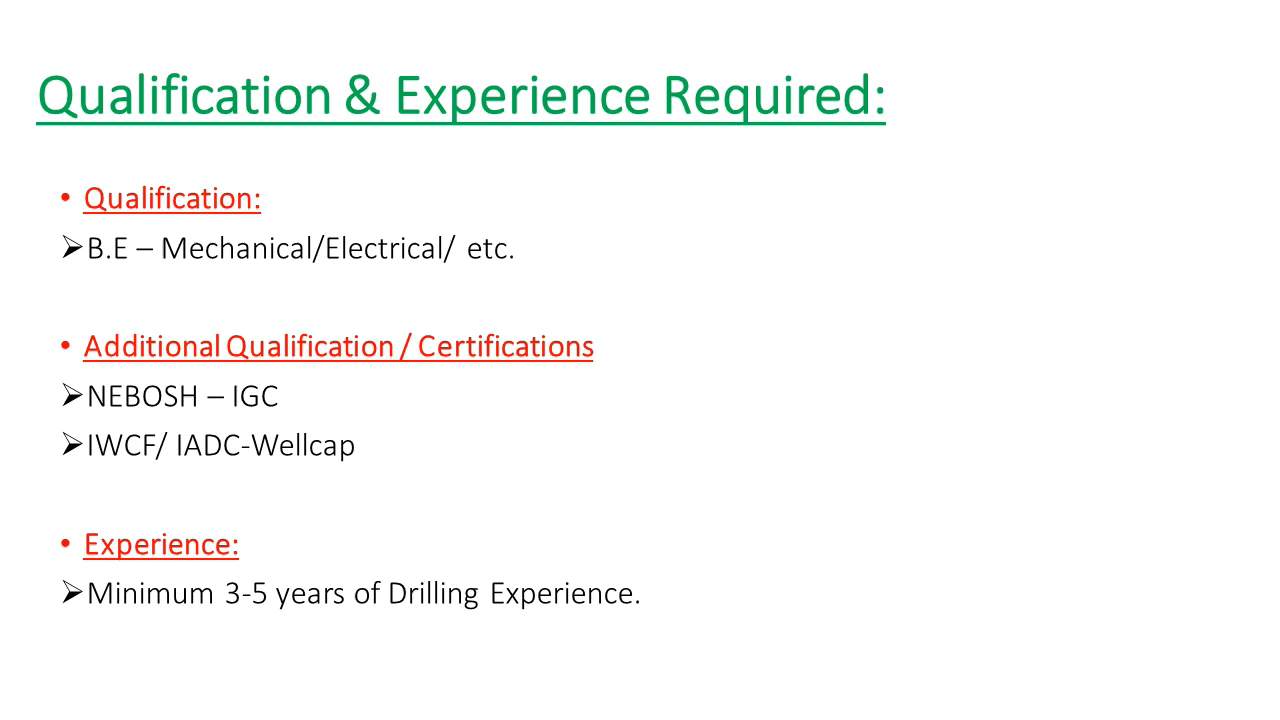 Qualification & Experience Required:
• Qualification:
➢B.E – Mechanical/Electrical/ etc.
• Additional Qualification / Certifications
➢NEBOSH – IGC
➢IWCF/ IADC-Wellcap
• Experience:
➢Minimum 3-5 years of Drilling Experience.